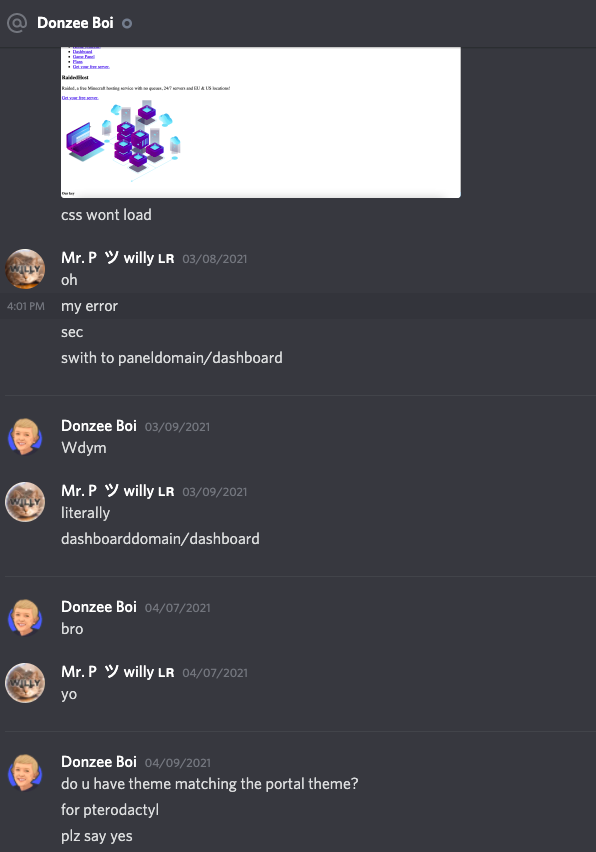 @ Donzee Boi
Dashboard
Game Panel
Plans
Get your free server.
RaidedHost
Raided, a free Minecraft hosting service with no queues, 24/7 servers and EU & US locations!
Get your free server.
Our key
css wont load
Mr. P ツ willy LR 03/08/2021
WILLY
oh
4:01 PM my error
sec
swith to paneldomain/dashboard
Donzee Boi 03/09/2021
Wdym
Mr. P ツ willy LR 03/09/2021
WILLY
literally
dashboarddomain/dashboard
Donzee Boi 04/07/2021
bro
Mr. P ツ willy LR 04/07/2021
WILLY
yo
Donzee Boi 04/09/2021
do u have theme matching the portal theme?
for pterodactyl
plz say yes